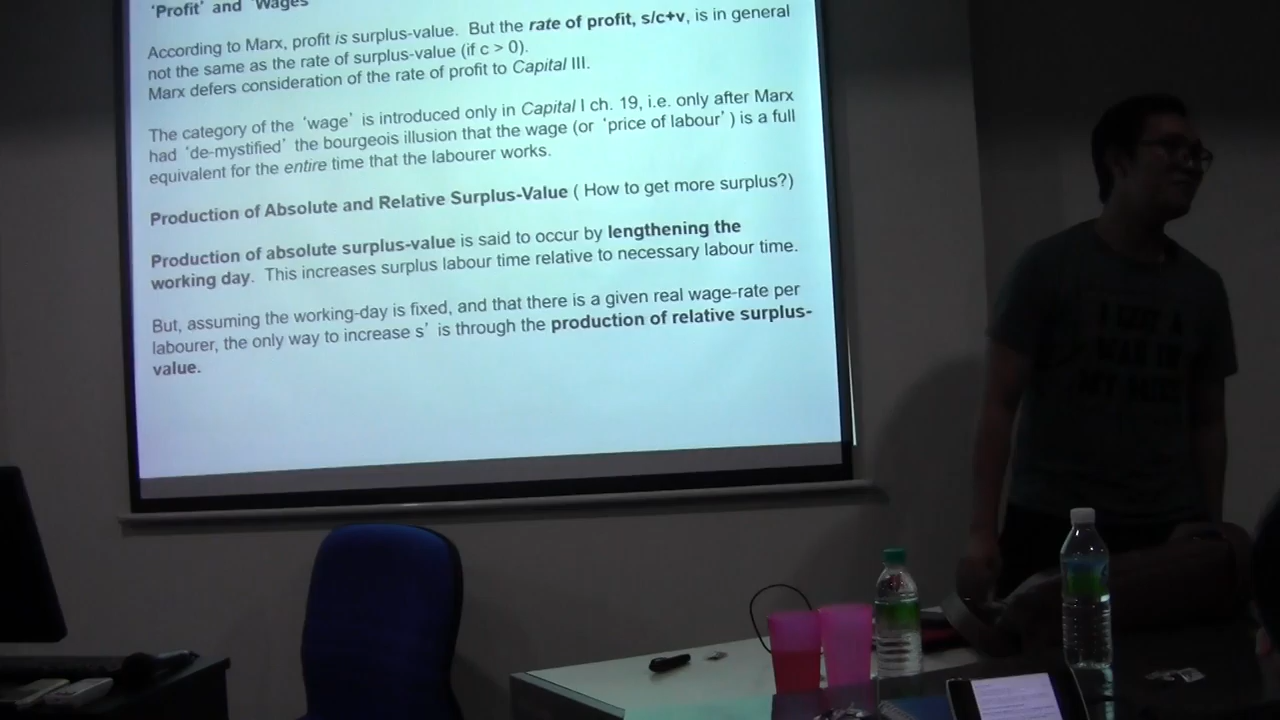 'Profit' and 'Wages
According to Marx, profit is surplus-value. But the rate of profit, s/c+v, is in general
not the same as the rate of surplus-value (if c > 0).
Marx defers consideration of the rate of profit to Capital III.
The category of the 'wage' is introduced only in Capital I ch. 19, i.e. only after Marx
had 'de-mystified' the bourgeois illusion that the wage (or 'price of labour' ) is a full
equivalent for the entire time that the labourer works.
Production of Absolute and Relative Surplus-Value ( How to get more surplus?)
Production of absolute surplus-value is said to occur by lengthening the
working day. This increases surplus labour time relative to necessary labour time.
But, assuming the working-day is fixed, and that there is a given real wage-rate per
labourer, the only way to increase s' is through the production of relative surplus-
value.